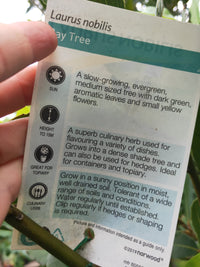 Laurus nobilis
ay Tree
A slow-growing, evergreen,
medium sized tree with dark green,
aromatic leaves and small yellow
flowers.
SUN
HEIGHT
TO 10M
A superb culinary herb used for
flavouring a variety of dishes.
Grows into a dense shade tree and
can also be used for hedges. Ideal
for containers and topiary.
GREAT FOR
TOPIARY
CULINARY
USES
Grow in a sunny position in moist,
well drained soil. Tolerant of a wide
range of soils and conditions.
Water regularly until established.
Clip regularly if hedges or shaping
is required.
Picture and information intended as a guide only.